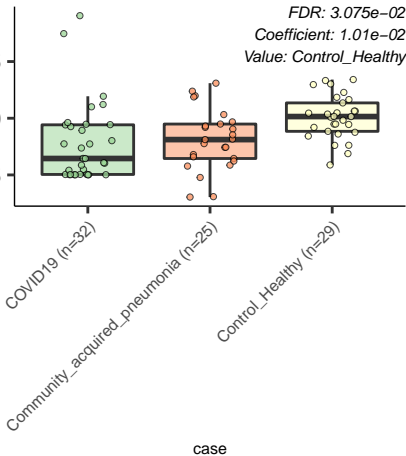 FDR: 3.075e−02
Coefficient: 1.01e−02
Value: Control_Healthy
COVID19 (n=32)
Community_acquired_pneumonia (n=25)
Control_Healthy (n=29)
case